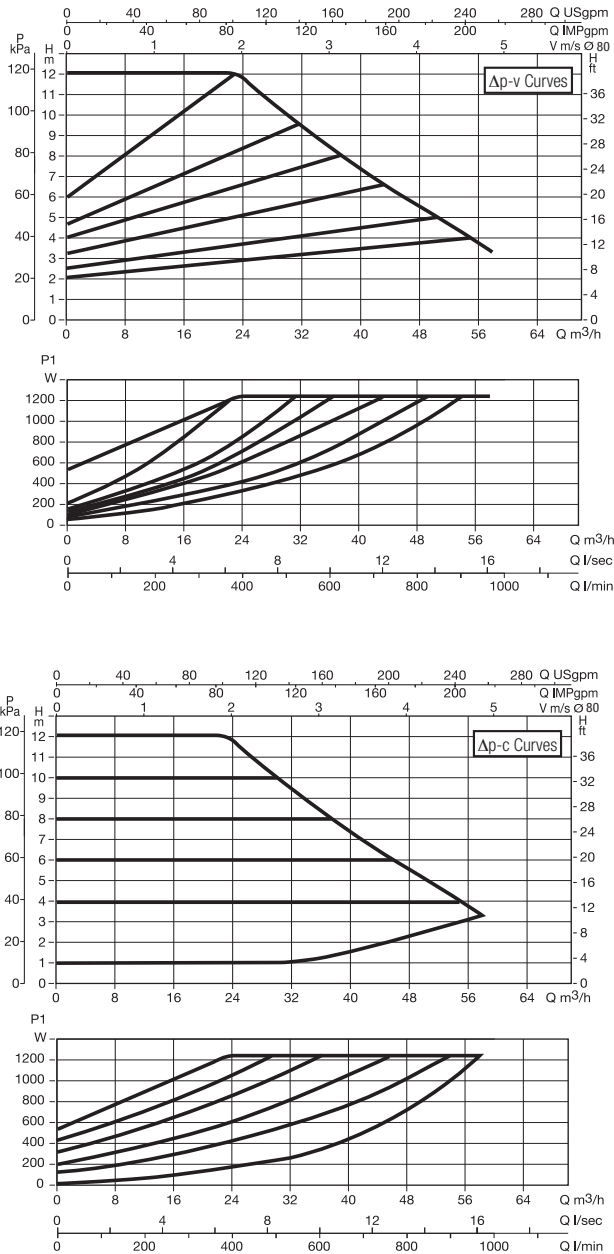 0 40 80 120 160 200 240 280 Q USgpm
0 40 80 120 160 200 Q IMPgpm
0 1 2 3 4 5 V m/s Ø 80
P kPa
H m
H ft
Δp-v Curves
120 12 36
11
100 10 32
9 28
80 8
7 24
60 6 20
5 16
40 4 12
3
20 2 8
1 4
0 0 0
0 8 16 24 32 40 48 56 64 Q m³/h
P1
W
1200
1000
800
600
400
200
0
0 8 16 24 32 40 48 56 64 Q m³/h
0 4 8 12 16 Q l/sec
0 200 400 600 800 1000 Q l/min
0 40 80 120 160 200 240 280 Q USgpm
0 40 80 120 160 200 Q IMPgpm
0 1 2 3 4 5 V m/s Ø 80
P kPa
H m
H ft
Δp-c Curves
120 12 36
11
100 10 32
9 28
80 8
7 24
60 6 20
5 16
40 4 12
3
20 2 8
1 4
0 0 0
0 8 16 24 32 40 48 56 64 Q m³/h
P1
W
1200
1000
800
600
400
200
0
0 8 16 24 32 40 48 56 64 Q m³/h
0 4 8 12 16 Q l/sec
0 200 400 600 800 1000 Q l/min